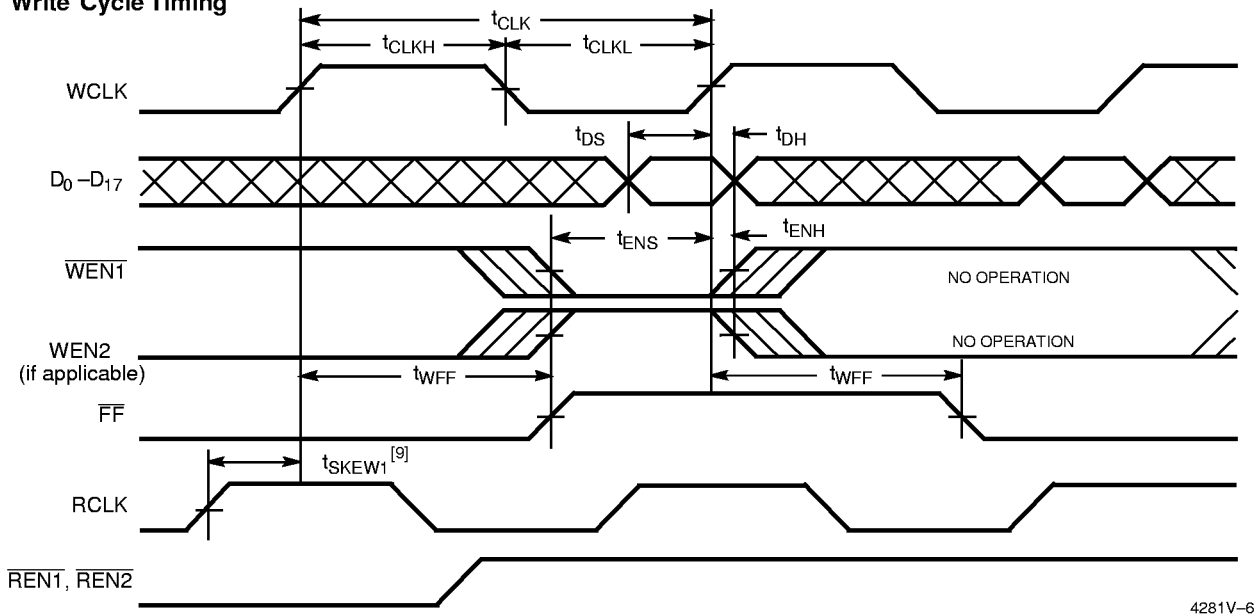 Write Cycle Timing
tCLK
tCLKH
tCLKL
WCLK
tDS
tDH
D0 –D17
tENS
tENH
WEN1
NO OPERATION
WEN2
(if applicable)
NO OPERATION
tWFF
tWFF
FF
tSKEW1[9]
RCLK
REN1, REN2
4281V–6